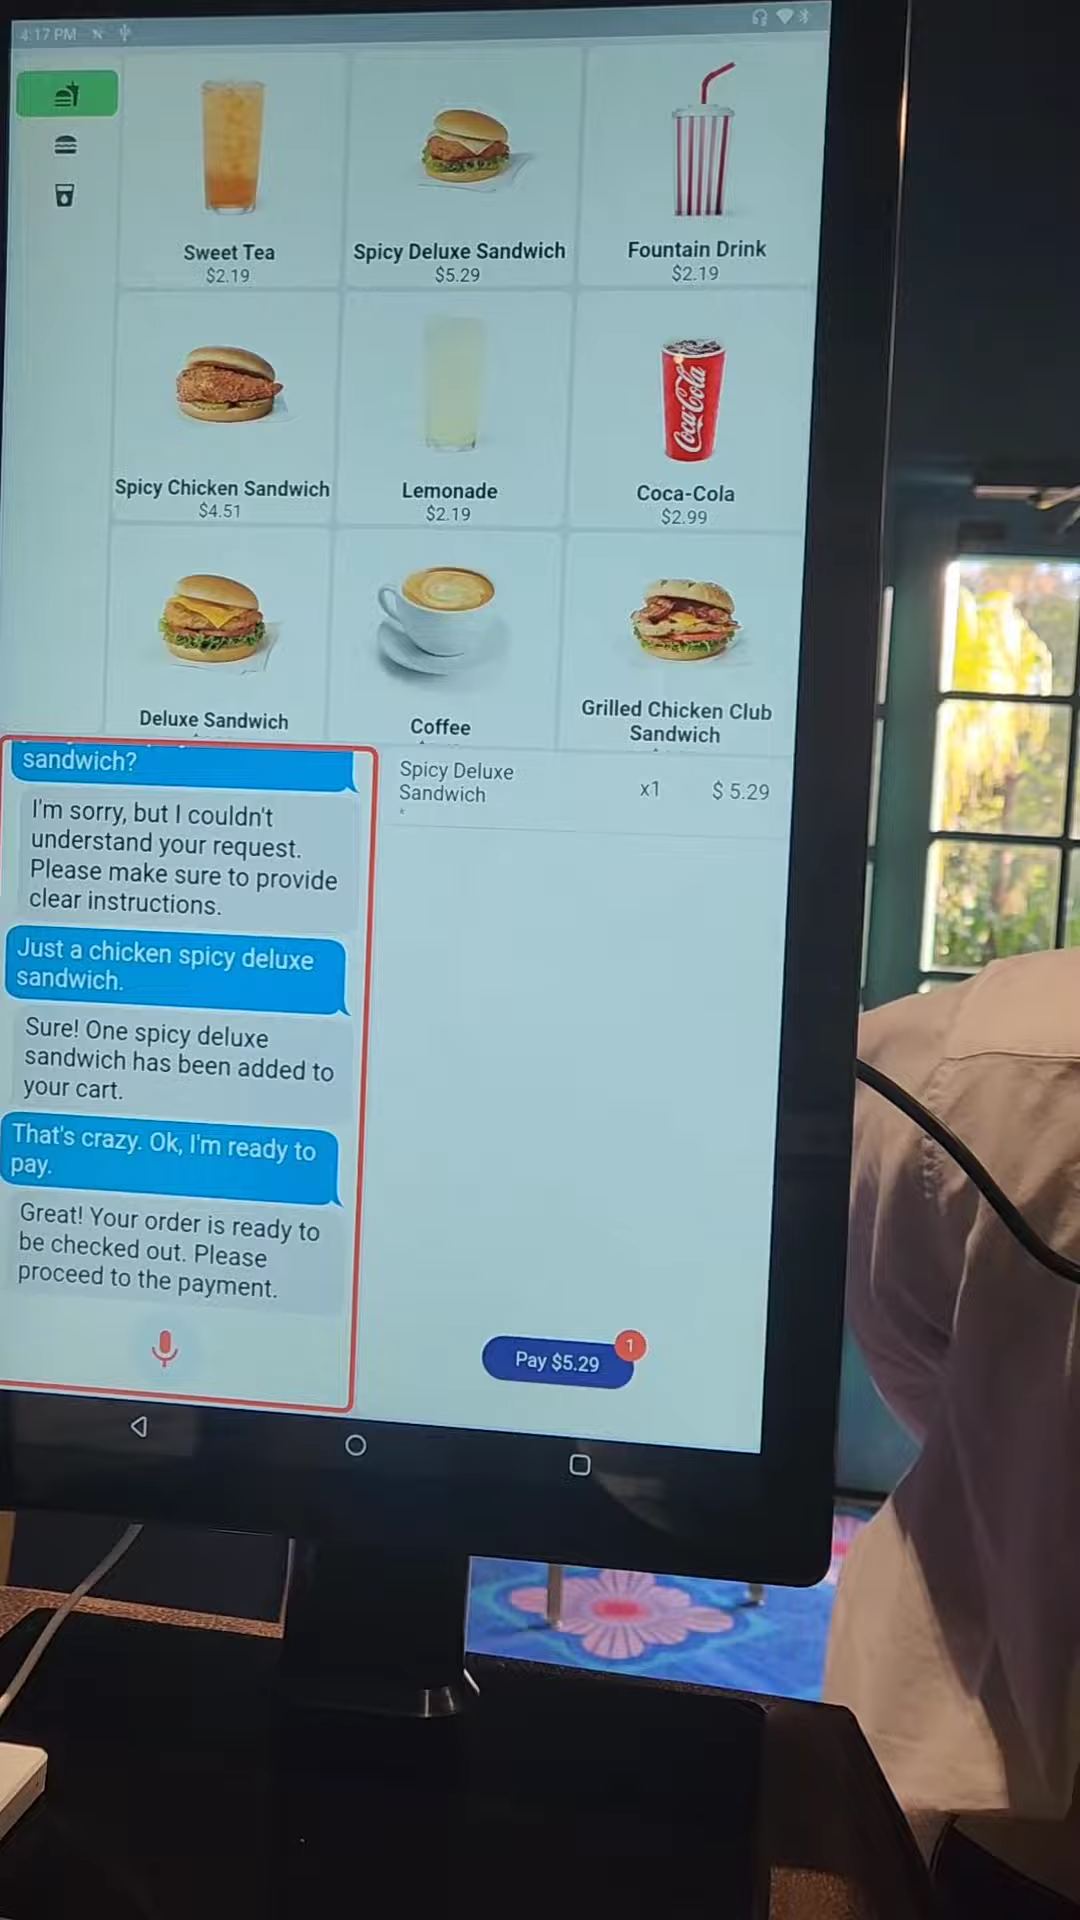 4:17 PM
Sweet Tea
$2.19
Spicy Deluxe Sandwich
$5.29
Fountain Drink
$2.19
Spicy Chicken Sandwich
$4.51
Lemonade
$2.19
Coca-Cola
Coca-Cola
$2.99
Deluxe Sandwich
Coffee
Grilled Chicken Club
Sandwich
sandwich?
I'm sorry, but I couldn't
understand your request.
Please make sure to provide
clear instructions.
Just a chicken spicy deluxe
sandwich.
Sure! One spicy deluxe
sandwich has been added to
your cart.
That's crazy. Ok, I'm ready to
pay.
Great! Your order is ready to
be checked out. Please
proceed to the payment.
Spicy Deluxe
Sandwich
*
x1
$ 5.29
Pay $5.29
1